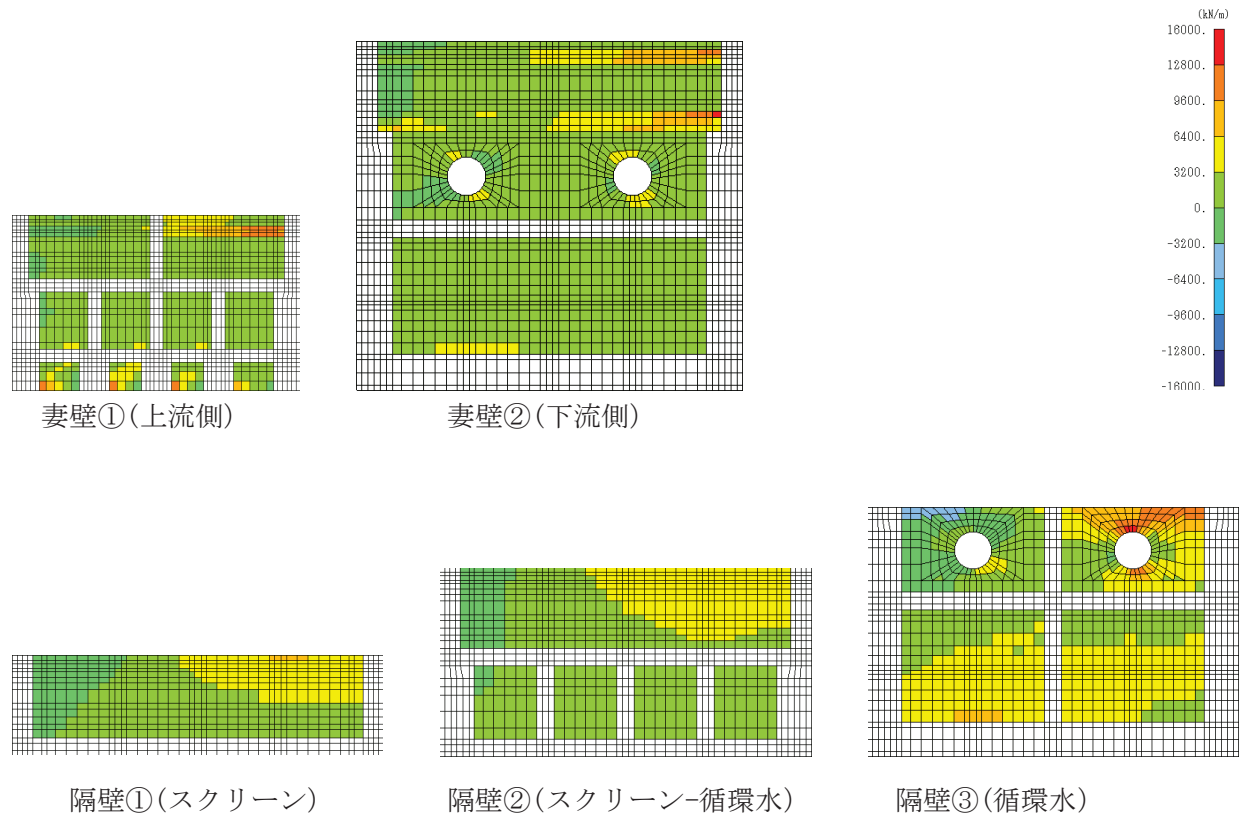 (kN/m)
16000.
12800.
9600.
6400.
3200.
0.
-3200.
-6400.
-9600.
-12800.
-16000.
妻壁①(上流側)
妻壁②(下流側)
隔壁①(スクリーン)
隔壁②(スクリーン-循環水)
隔壁③(循環水)